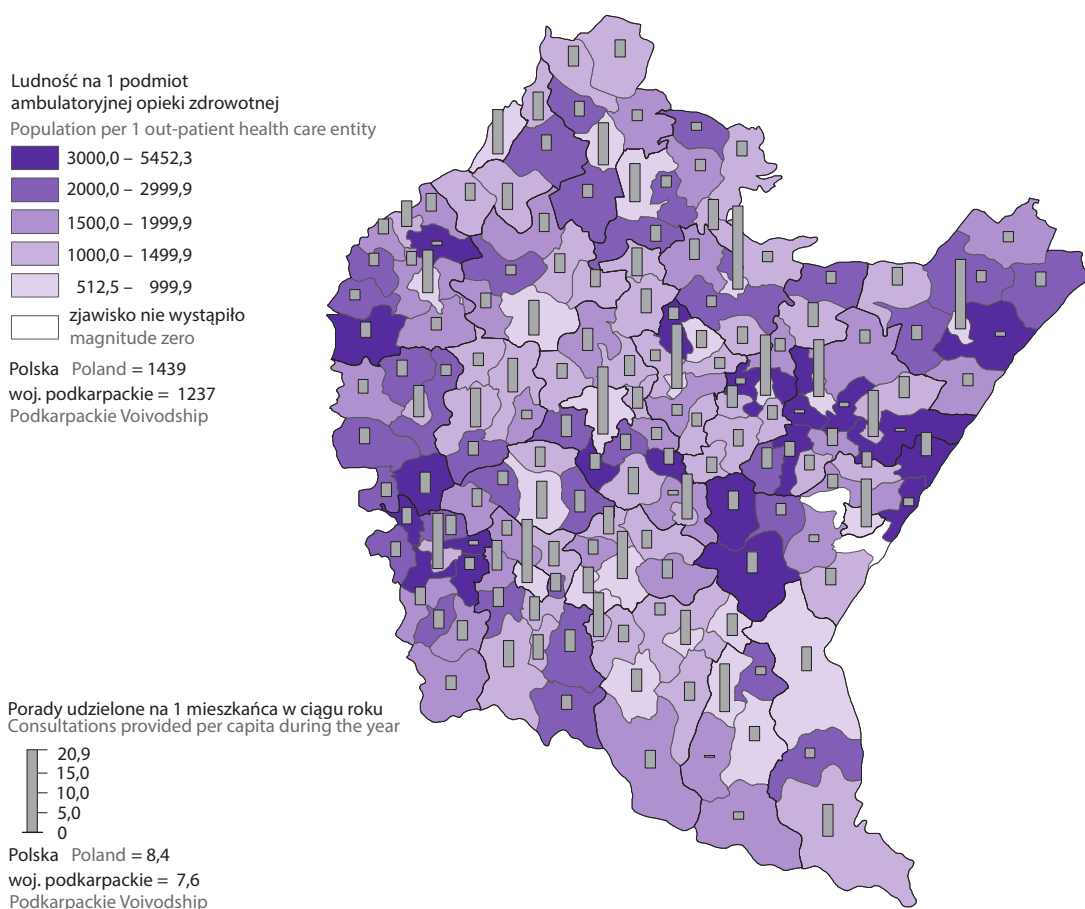 Ludność na 1 podmiot
ambulatoryjnej opieki zdrowotnej
Population per 1 out-patient health care entity
3000,0 – 5452,3
2000,0 – 2999,9
1500,0 – 1999,9
1000,0 – 1499,9
512,5 – 999,9
zjawisko nie wystąpiło
magnitude zero
Polska Poland = 1439
woj. podkarpackie = 1237
Podkarpackie Voivodship
Porady udzielone na 1 mieszkańca w ciągu roku
Consultations provided per capita during the year
20,9
15,0
10,0
5,0
0
Polska Poland = 8,4
woj. podkarpackie = 7,6
Podkarpackie Voivodship